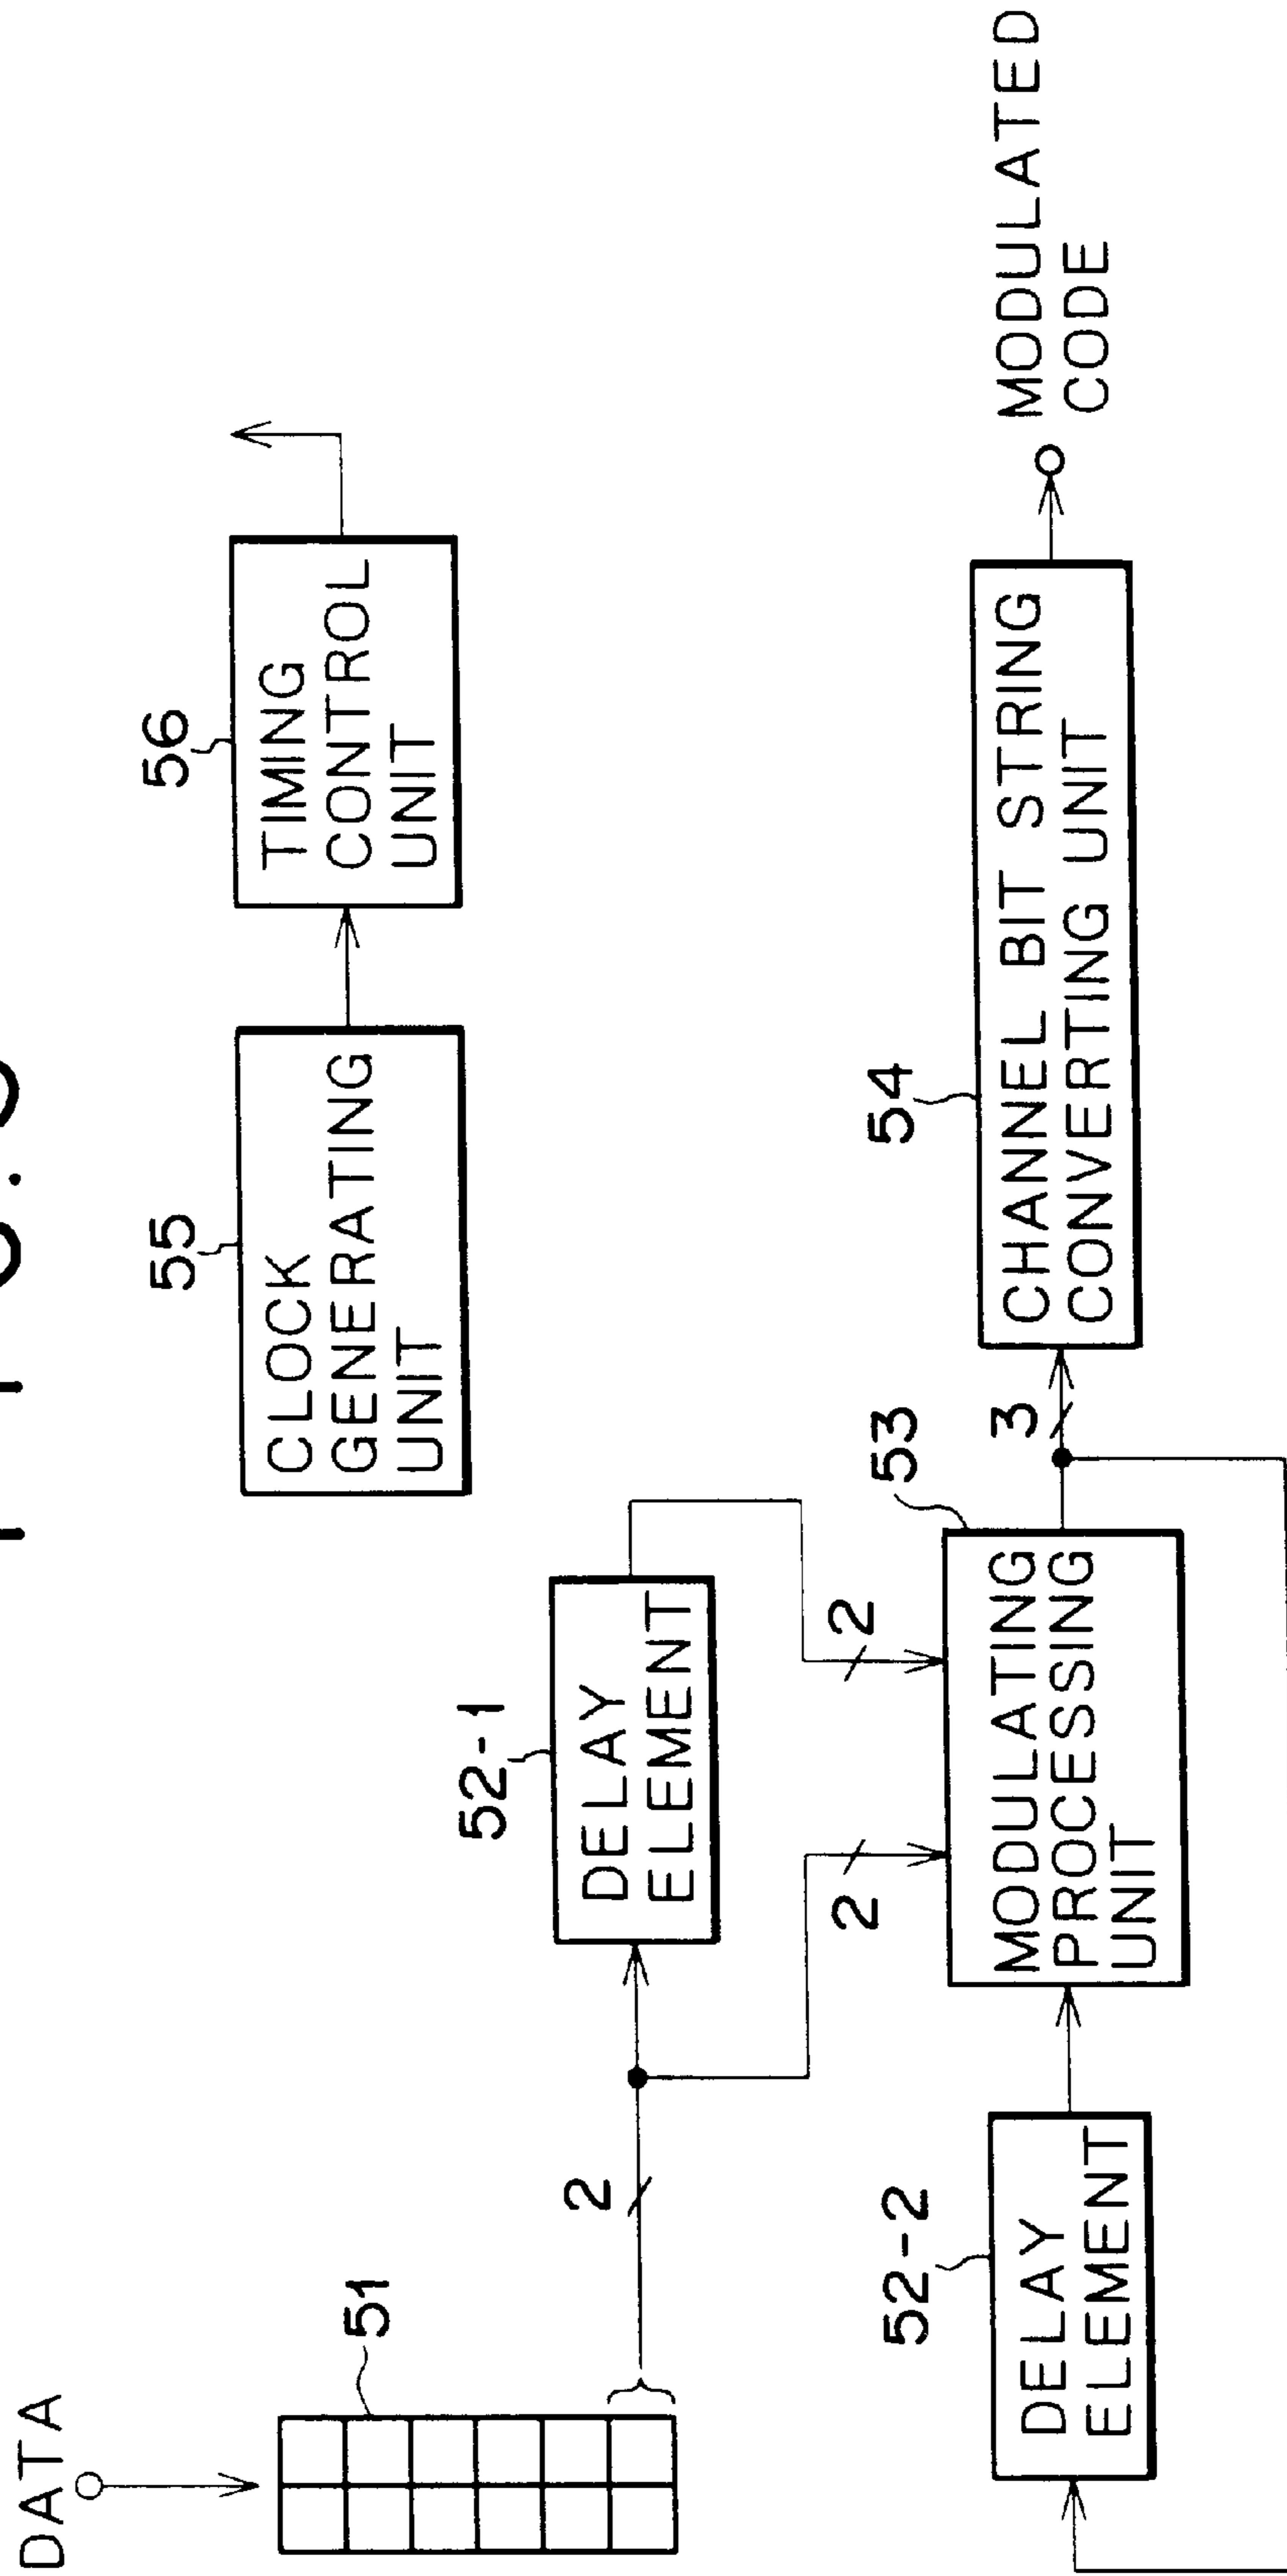 DATA
51
55
CLOCK
GENERATING
UNIT
56
TIMING
CONTROL
UNIT
2
52-1
DELAY
ELEMENT
2
2
52-2
DELAY
ELEMENT
53
MODULATING
PROCESSING
UNIT
3
54
CHANNEL BIT STRING
CONVERTING UNIT
MODULATED
CODE